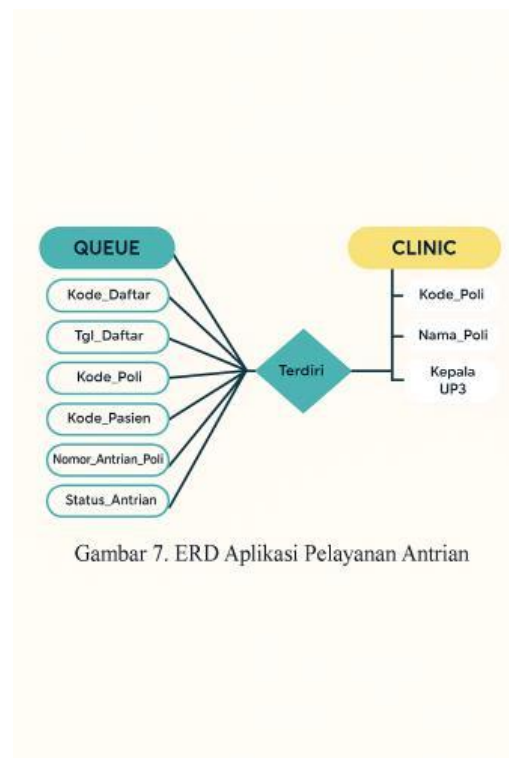 QUEUE
Kode_Daftar
Tgl_Daftar
Kode_Poli
Kode_Pasien
Nomor_Antrian_Poli
Status_Antrian
Terdiri
CLINIC
Kode_Poli
Nama_Poli
Kepala
UP3
Gambar 7. ERD Aplikasi Pelayanan Antrian